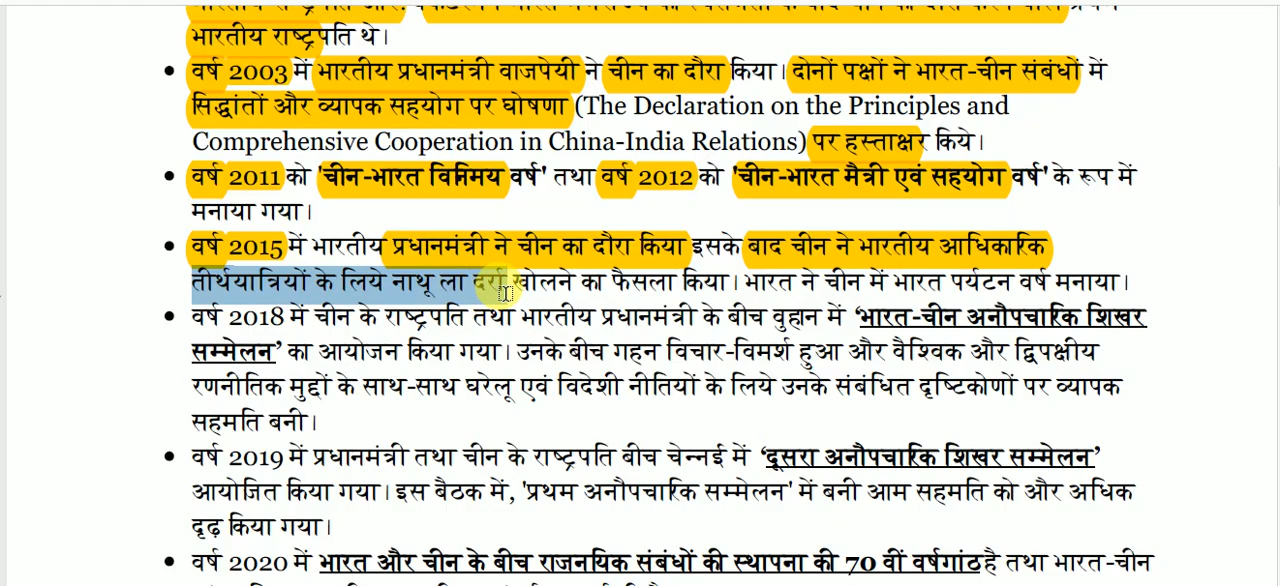 भारतीय राष्ट्रपति थे।
• वर्ष 2003 में भारतीय प्रधानमंत्री वाजपेयी ने चीन का दौरा किया। दोनों पक्षों ने भारत-चीन संबंधों में
सिद्धांतों और व्यापक सहयोग पर घोषणा (The Declaration on the Principles and
Comprehensive Cooperation in China-India Relations) पर हस्ताक्षर किये।
• वर्ष 2011 को 'चीन-भारत विनिमय वर्ष' तथा वर्ष 2012 को 'चीन-भारत मैत्री एवं सहयोग वर्ष' के रूप में
मनाया गया।
• वर्ष 2015 में भारतीय प्रधानमंत्री ने चीन का दौरा किया इसके बाद चीन ने भारतीय आधिकारिक
तीर्थयात्रियों के लिये नाथू ला दर्रा खोलने का फैसला किया। भारत ने चीन में भारत पर्यटन वर्ष मनाया।
• वर्ष 2018 में चीन के राष्ट्रपति तथा भारतीय प्रधानमंत्री के बीच वुहान में ‘भारत-चीन अनौपचारिक शिखर
सम्मेलन’ का आयोजन किया गया। उनके बीच गहन विचार-विमर्श हुआ और वैश्विक और द्विपक्षीय
रणनीतिक मुद्दों के साथ-साथ घरेलू एवं विदेशी नीतियों के लिये उनके संबंधित दृष्टिकोणों पर व्यापक
सहमति बनी।
• वर्ष 2019 में प्रधानमंत्री तथा चीन के राष्ट्रपति बीच चेन्नई में ‘दूसरा अनौपचारिक शिखर सम्मेलन’
आयोजित किया गया। इस बैठक में, 'प्रथम अनौपचारिक सम्मेलन' में बनी आम सहमति को और अधिक
दृढ़ किया गया।
• वर्ष 2020 में भारत और चीन के बीच राजनयिक संबंधों की स्थापना की 70 वीं वर्षगांठ है तथा भारत-चीन